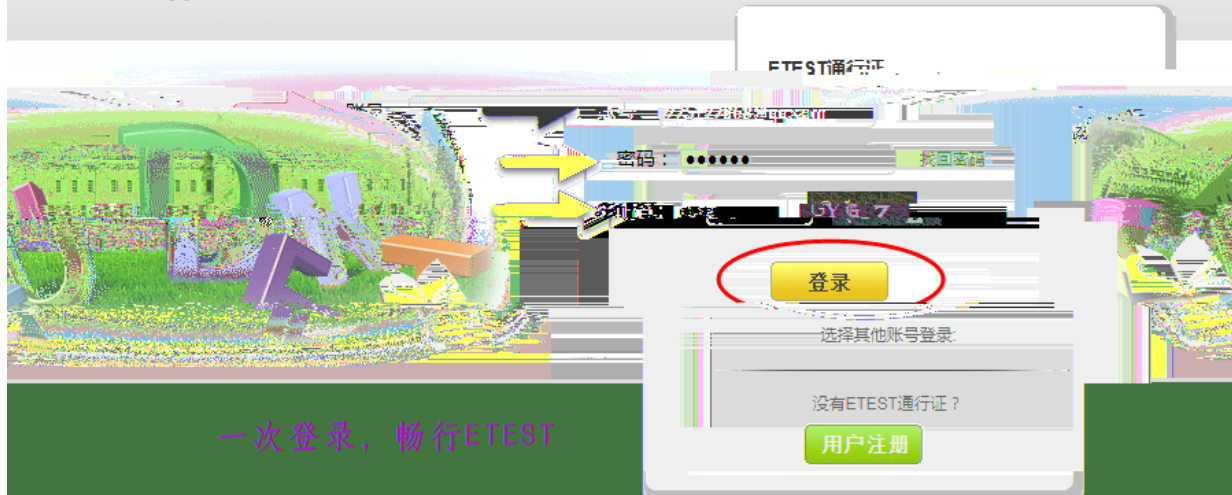 ETEST通行证
密码： ●●●●●● 找回密码
登录
选择其他账号登录:
没有ETEST通行证？
一次登录，畅行ETEST
用户注册